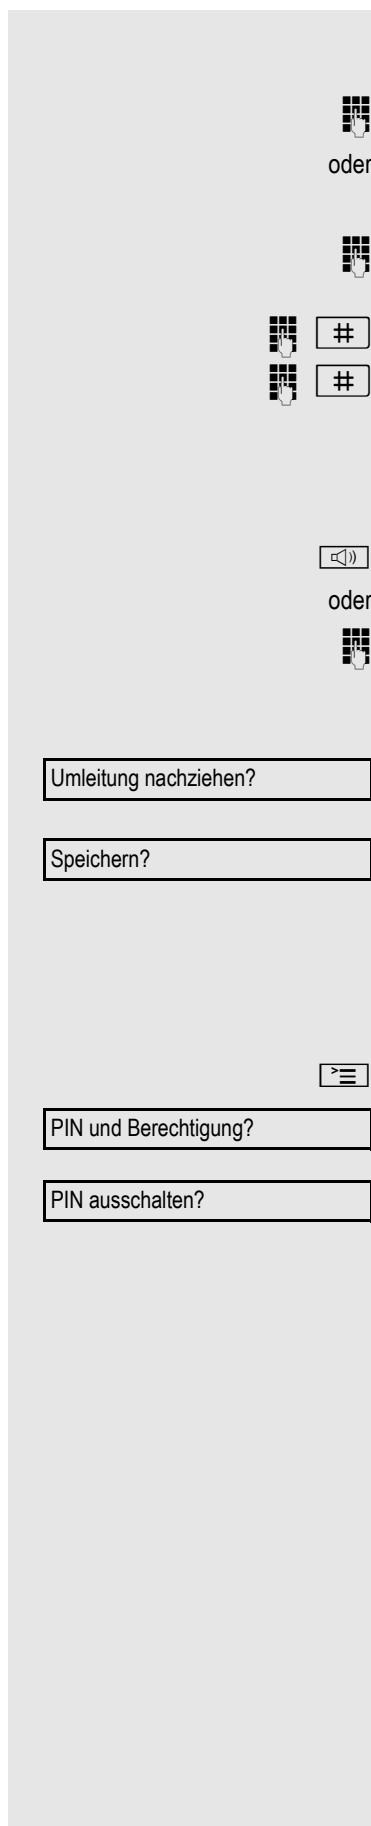 oder
#
#
oder
Umleitung nachziehen?
Speichern?
PIN und Berechtigung?
PIN ausschalten?